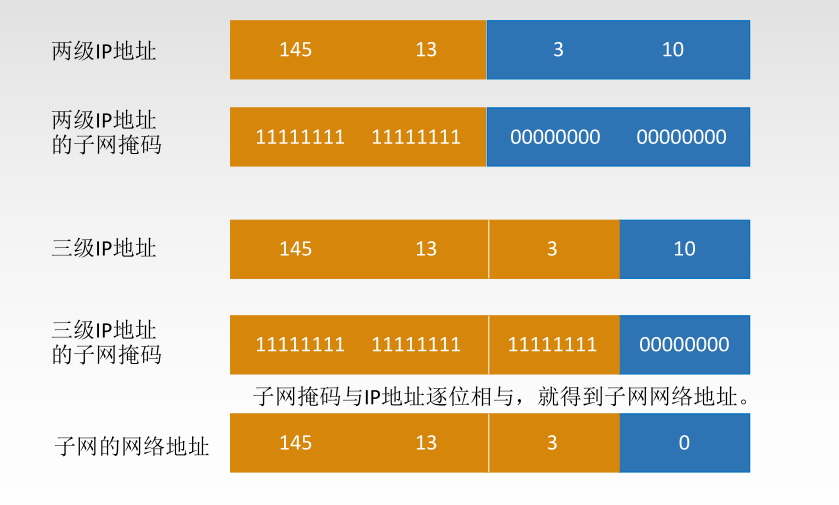 两级IP地址 145 13 3 10
两级IP地址
的子网掩码 11111111 11111111 00000000 00000000
三级IP地址 145 13 3 10
三级IP地址
的子网掩码 11111111 11111111 11111111 00000000
子网掩码与IP地址逐位相与，就得到子网网络地址。
子网的网络地址 145 13 3 0